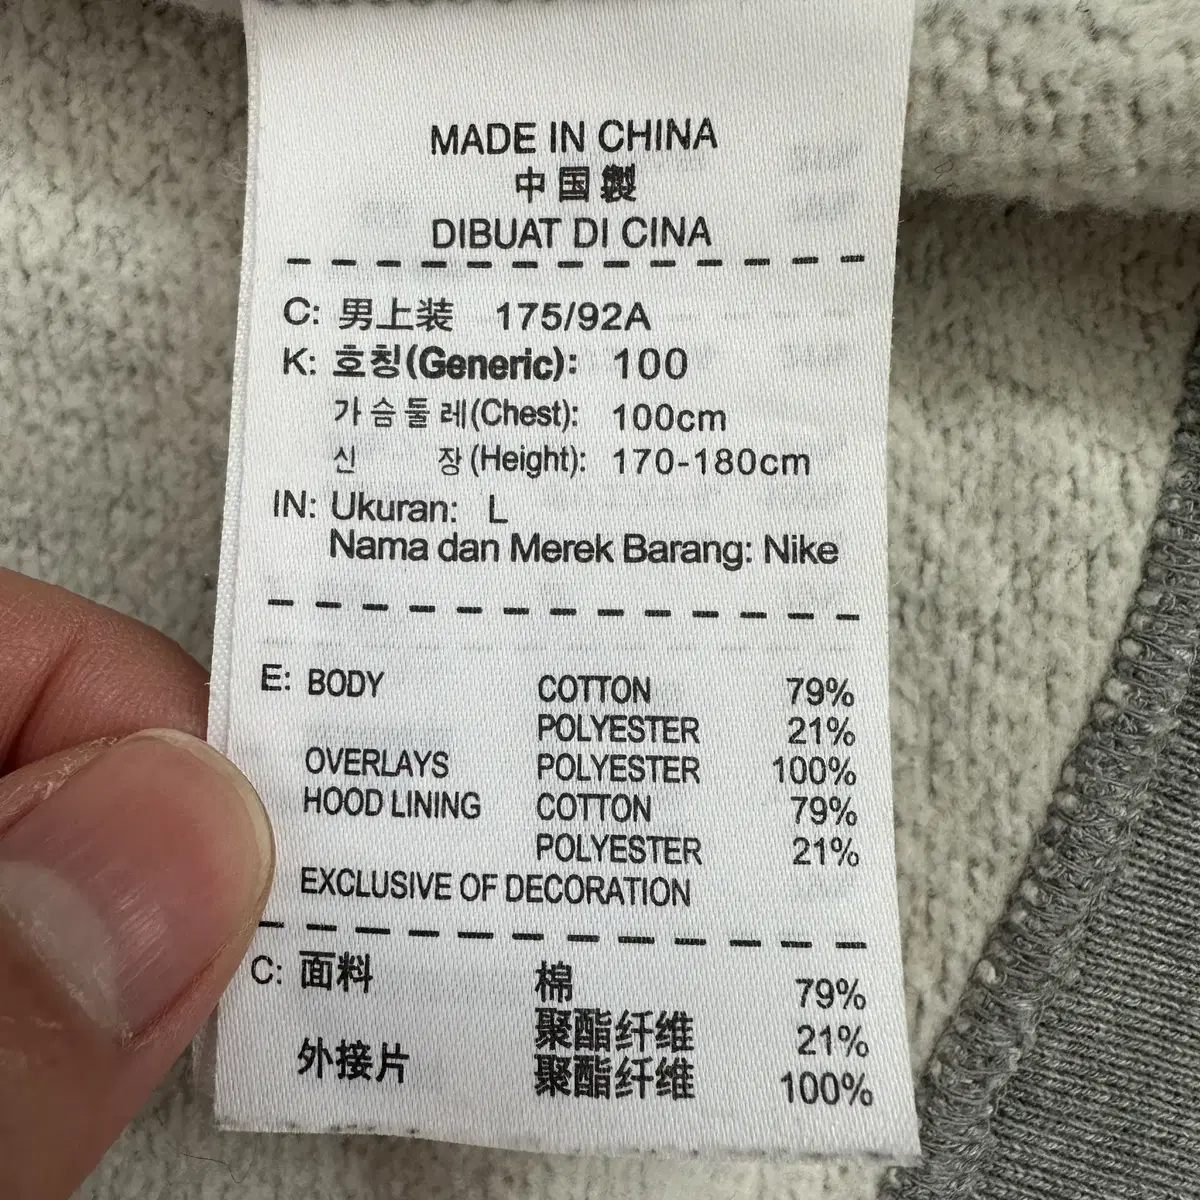 MADE IN CHINA
中国製
DIBUAT DI CINA
C: 男上装 175/92A
K: 호칭(Generic): 100
가슴둘레(Chest): 100cm
신 장(Height): 170-180cm
IN: Ukuran: L
Nama dan Merek Barang: Nike
E: BODY COTTON 79%
POLYESTER 21%
OVERLAYS POLYESTER 100%
HOOD LINING COTTON 79%
POLYESTER 21%
EXCLUSIVE OF DECORATION
C: 面料 棉 79%
聚酯纤维 21%
外接片 聚酯纤维 100%